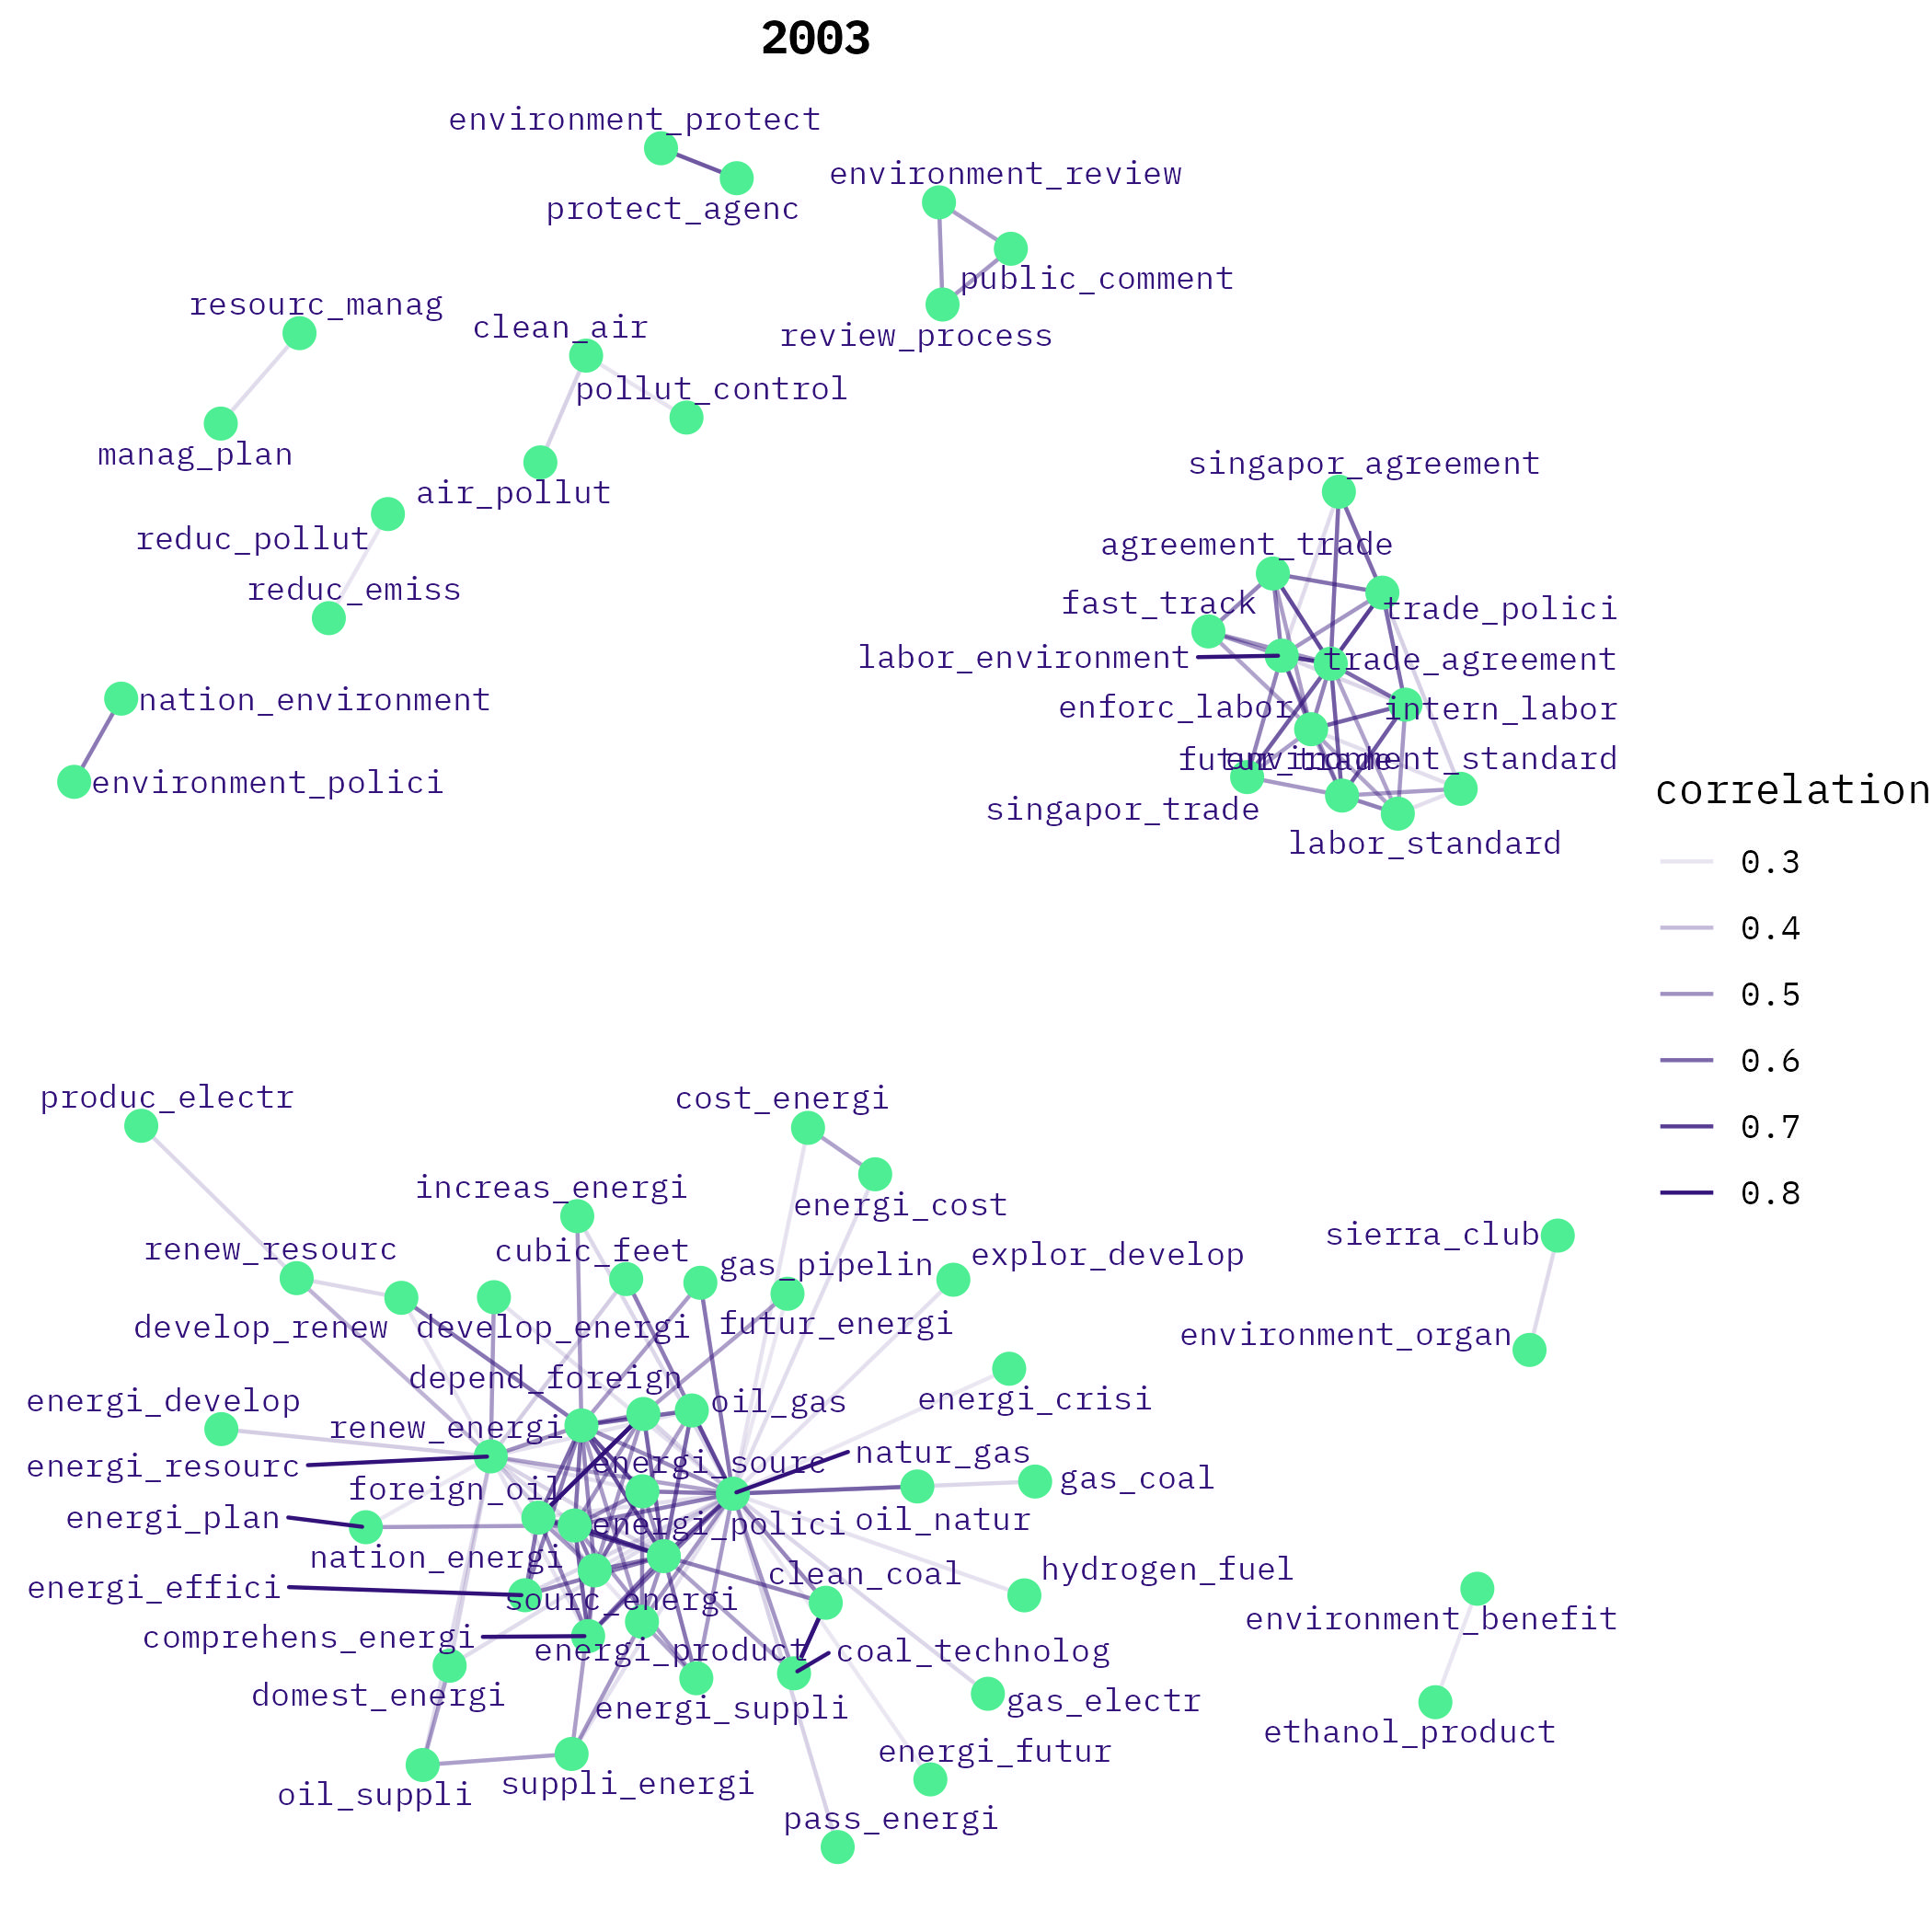 2003
environment_protect
protect_agenc
environment_review
public_comment
review_process
resourc_manag
manag_plan
clean_air
pollut_control
air_pollut
reduc_pollut
reduc_emiss
nation_environment
environment_polici
singapor_agreement
agreement_trade
fast_track
trade_polici
labor_environment
trade_agreement
enforc_labor
intern_labor
futur_trade
environment_standard
singapor_trade
labor_standard
correlation
0.3
0.4
0.5
0.6
0.7
0.8
produc_electr
cost_energi
increas_energi
energi_cost
renew_resourc
cubic_feet
gas_pipelin
explor_develop
develop_renew
develop_energi
futur_energi
depend_foreign
energi_develop
oil_gas
energi_crisi
renew_energi
energi_resourc
energi_sourc
natur_gas
gas_coal
foreign_oil
energi_plan
energi_polici
oil_natur
nation_energi
clean_coal
hydrogen_fuel
energi_effici
sourc_energi
comprehens_energi
energi_product
coal_technolog
domest_energi
energi_suppli
gas_electr
energi_futur
oil_suppli
suppli_energi
pass_energi
sierra_club
environment_organ
environment_benefit
ethanol_product